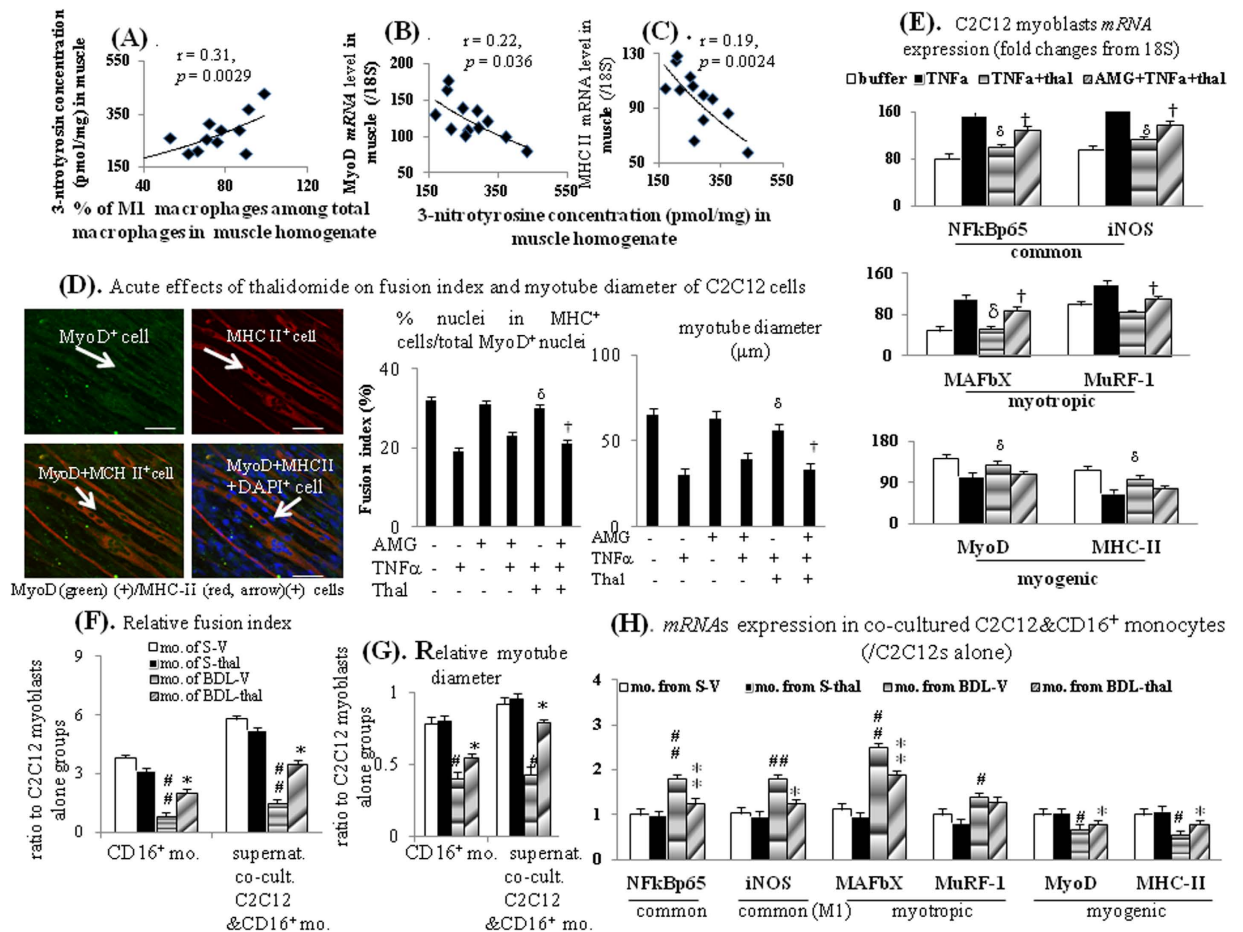 (A)
r = 0.31,
p = 0.0029
3-ntrotyrosin concentration
(pmol/mg) in muscle
550
350
150
40
80
120
% of M1 macrophages among total
macrophages in muscle homogenate
(B)
r = 0.22,
p = 0.036
MyoD mRNA level in
muscle (/18S)
200
150
100
50
150
350
550
(C)
r = 0.19,
p = 0.0024
MHC II mRNA level in
muscle (/18S)
130
90
50
150
350
550
3-nitrotyrosine concentration (pmol/mg) in
muscle homogenate
(D). Acute effects of thalidomide on fusion index and myotube diameter of C2C12 cells
MyoD+ cell
MHC II+ cell
MyoD+MCH II+ cell
MyoD+MHCII
+DAPI+ cell
MyoD (green) (+)/MHC-II (red, arrow)(+) cells
% nuclei in MHC+
cells/total MyoD+ nuclei
Fusion index (%)
40
20
0
δ
†
AMG - - + + - +
TNFα - + - + + +
Thal - - - - + +
myotube diameter
(μm)
100
50
0
δ
†
AMG - - + + - +
TNFα - + - + + +
Thal - - - - + +
(E). C2C12 myoblasts mRNA
expression (fold changes from 18S)
buffer TNFa TNFa+thal AMG+TNFa+thal
160
80
0
δ † δ †
NFkBp65 iNOS
common
160
80
0
δ † †
MAFbX MuRF-1
myotropic
180
90
0
δ δ
MyoD MHC-II
myogenic
(F). Relative fusion index
mo. of S-V
mo. of S-thal
mo. of BDL-V
mo. of BDL-thal
ratio to C2C12 myoblasts
alone groups
9
6
3
0
# # * # # *
CD16+ mo. supernat.
co-cult.
C2C12
&CD16+ mo.
(G). Relative myotube
diameter
ratio to C2C12 myoblasts
alone groups
1
0.5
0
# * # *
CD16+ mo. supernat.
co-cult.
C2C12
&CD16+ mo.
(H). mRNAs expression in co-cultured C2C12&CD16+ monocytes
(/C2C12s alone)
mo. from S-V mo. from S-thal mo. from BDL-V mo. from BDL-thal
4
3
2
1
0
# # * * ## * # # * * # # * # *
NFkBp65 iNOS MAFbX MuRF-1 MyoD MHC-II
common common (M1) myotropic myogenic